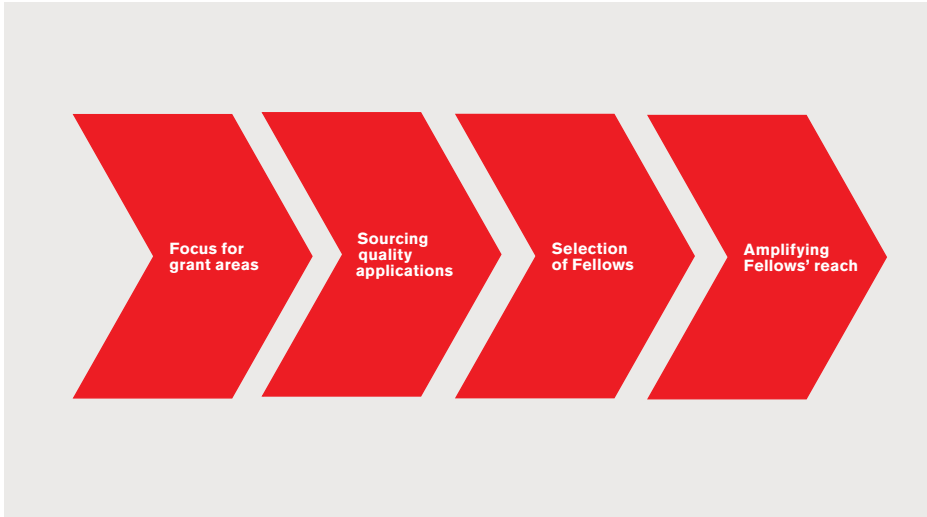 Focus for
grant areas
Sourcing
quality
applications
Selection
of Fellows
Amplifying
Fellows’ reach